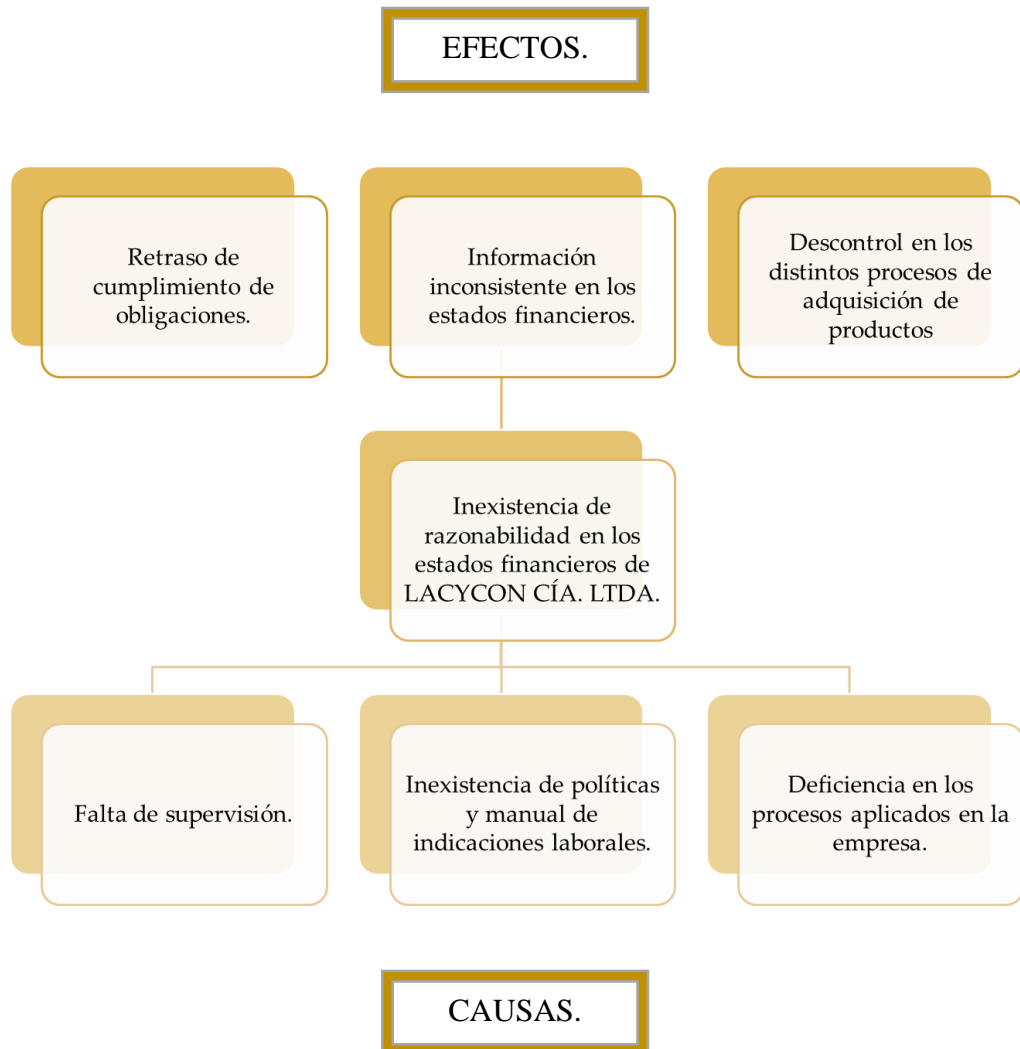 EFECTOS.
Retraso de
cumplimiento de
obligaciones.
Información
inconsistente en los
estados financieros.
Descontrol en los
distintos procesos de
adquisición de
productos
Inexistencia de
razonabilidad en los
estados financieros de
LACYCON CÍA. LTDA.
Falta de supervisión.
Inexistencia de políticas
y manual de
indicaciones laborales.
Deficiencia en los
procesos aplicados en la
empresa.
CAUSAS.